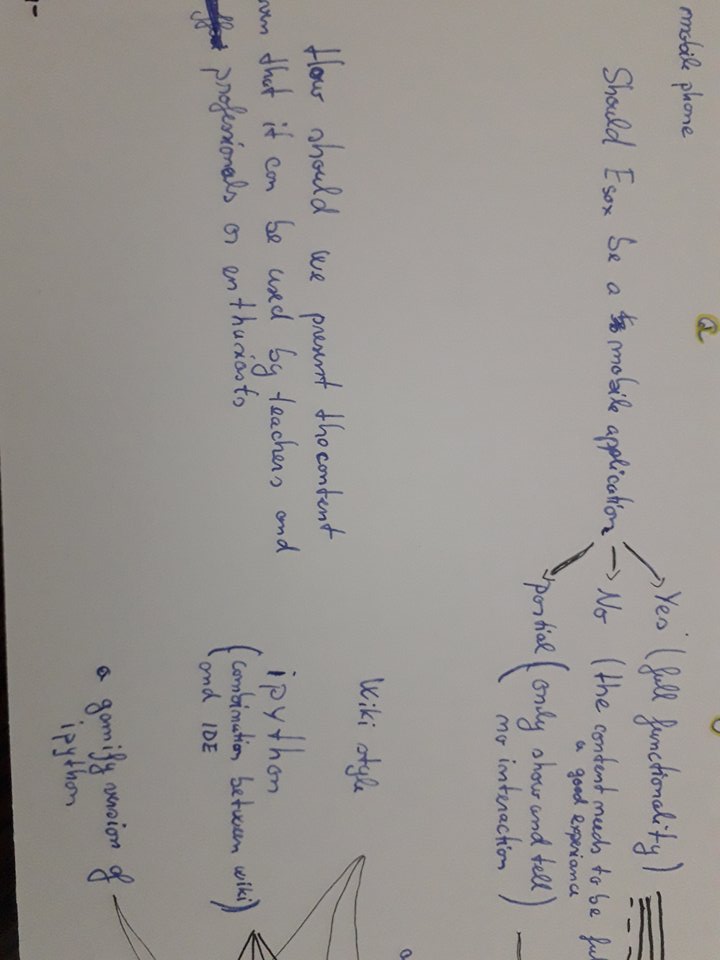 mobile phone
Q
Should Esox be a mobile application
Yes (full functionality)
No (the content needs to be
a good experience
partial (only show and tell)
no interaction)
How should we present the content
that it can be used by teachers and
professionals or enthusiasts
Wiki style
ipython
(combination between wiki)
and IDE
a gamify version of
ipython